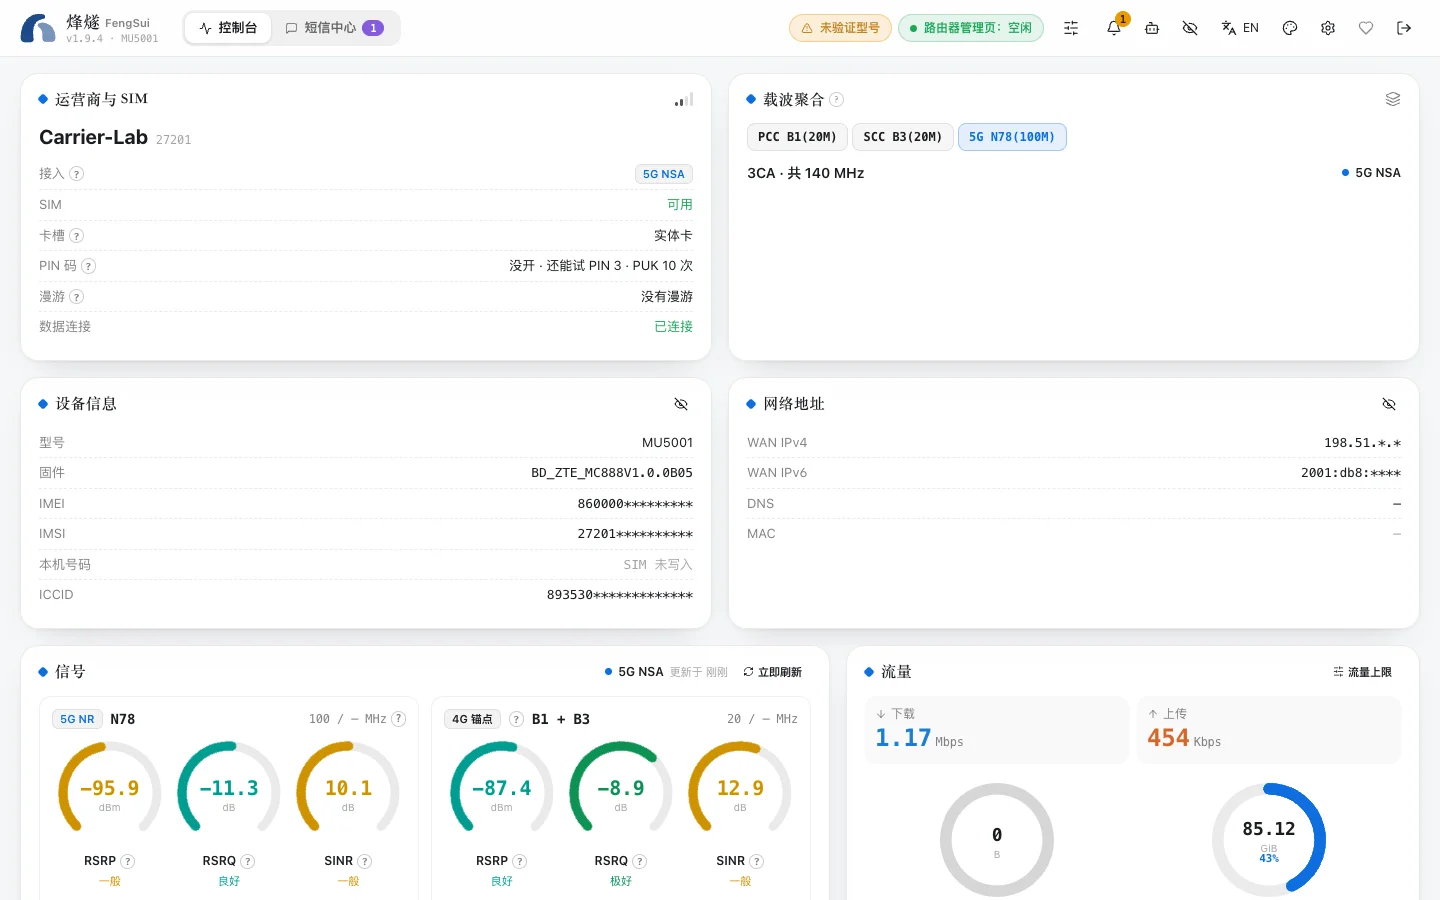 烽燧 FengSui
v1.9.4 · MU5001
控制台
短信中心 1
未验证型号
路由器管理页：空闲
1
EN
运营商与 SIM
Carrier-Lab 27201
接入 ?
5G NSA
SIM
可用
卡槽 ?
实体卡
PIN 码 ?
没开 · 还能试 PIN 3 · PUK 10 次
漫游 ?
没有漫游
数据连接
已连接
载波聚合 ?
PCC B1(20M) SCC B3(20M) 5G N78(100M)
3CA · 共 140 MHz
5G NSA
设备信息
型号
MU5001
固件
BD_ZTE_MC888V1.0.0B05
IMEI
860000*********
IMSI
27201**********
本机号码
SIM 未写入
ICCID
893530*************
网络地址
WAN IPv4
198.51.*.*
WAN IPv6
2001:db8:****
DNS
—
MAC
—
信号
5G NSA 更新于 刚刚 立即刷新
5G NR N78
100 / — MHz ?
−95.9
dBm
RSRP ?
一般
−11.3
dB
RSRQ ?
良好
10.1
dB
SINR ?
一般
4G 锚点 ? B1 + B3
20 / — MHz
−87.4
dBm
RSRP ?
良好
−8.9
dB
RSRQ ?
极好
12.9
dB
SINR ?
一般
流量
流量上限
↓ 下载
1.17 Mbps
↑ 上传
454 Kbps
0
B
85.12
GiB
43%